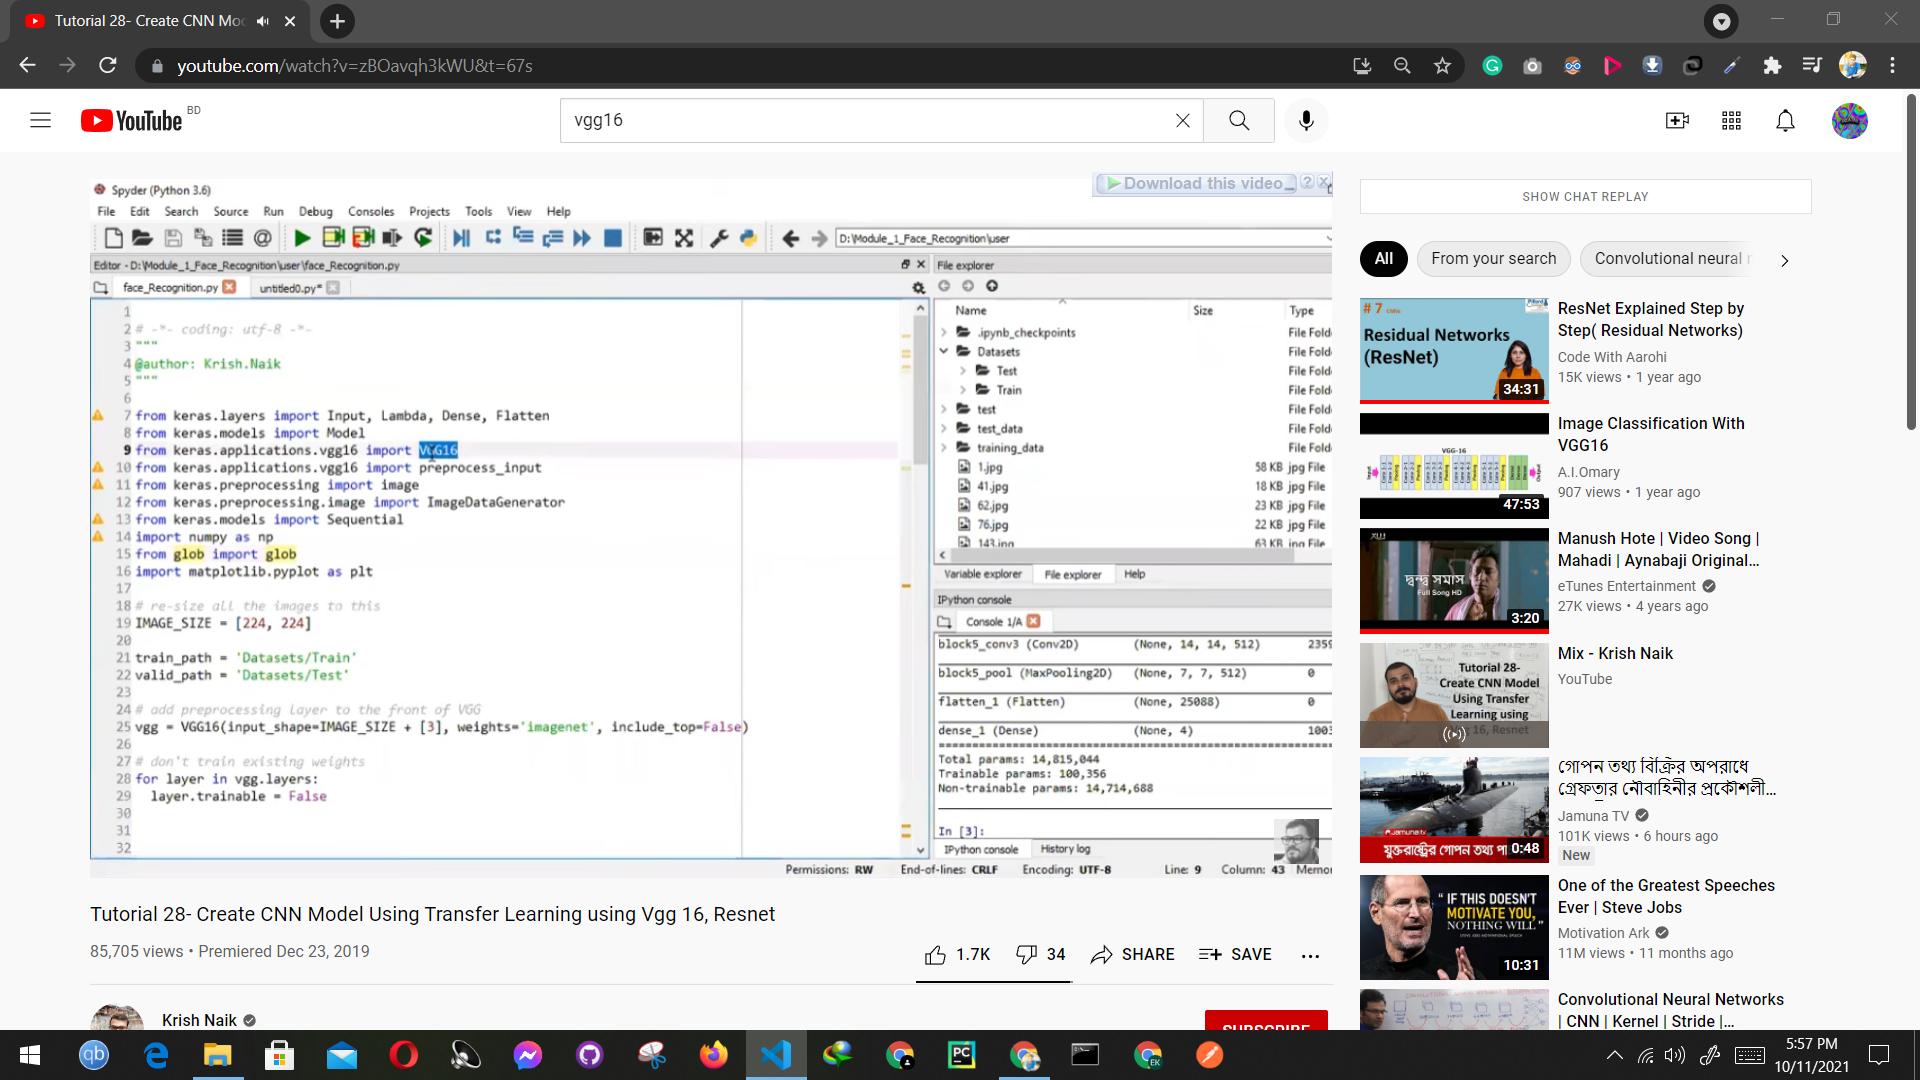 Tutorial 28- Create CNN Mo
youtube.com/watch?v=zBOavqh3kWU&t=67s
YouTube BD
vgg16
Spyder (Python 3.6)
Download this video
File Edit Search Source Run Debug Consoles Projects Tools View Help
D:\Module_1_Face_Recognition\user
Editor - D:\Module_1_Face_Recognition\user\face_Recognition.py
face_Recognition.py
untitled0.py*
1
2 # -*- coding: utf-8 -*-
3 """
4 @author: Krish.Naik
5 """
6
7 from keras.layers import Input, Lambda, Dense, Flatten
8 from keras.models import Model
9 from keras.applications.vgg16 import VGG16
10 from keras.applications.vgg16 import preprocess_input
11 from keras.preprocessing import image
12 from keras.preprocessing.image import ImageDataGenerator
13 from keras.models import Sequential
14 import numpy as np
15 from glob import glob
16 import matplotlib.pyplot as plt
17
18 # re-size all the images to this
19 IMAGE_SIZE = [224, 224]
20
21 train_path = 'Datasets/Train'
22 valid_path = 'Datasets/Test'
23
24 # add preprocessing layer to the front of VGG
25 vgg = VGG16(input_shape=IMAGE_SIZE + [3], weights='imagenet', include_top=False)
26
27 # don't train existing weights
28 for layer in vgg.layers:
29 layer.trainable = False
30
31
32
File explorer
Name Size Type
.ipynb_checkpoints File Fold
Datasets File Fold
Test File Fold
Train File Fold
test File Fold
test_data File Fold
training_data File Fold
1.jpg 58 KB jpg File
41.jpg 18 KB jpg File
62.jpg 23 KB jpg File
76.jpg 22 KB jpg File
143.jpg 63 KB jpg File
Variable explorer File explorer Help
IPython console
Console 1/A
block5_conv3 (Conv2D) (None, 14, 14, 512) 2359
block5_pool (MaxPooling2D) (None, 7, 7, 512) 0
flatten_1 (Flatten) (None, 25088) 0
dense_1 (Dense) (None, 4) 1003
Total params: 14,815,044
Trainable params: 100,356
Non-trainable params: 14,714,688
In [3]:
IPython console History log
Permissions: RW End-of-lines: CRLF Encoding: UTF-8 Line: 9 Column: 43 Memo
Tutorial 28- Create CNN Model Using Transfer Learning using Vgg 16, Resnet
85,705 views • Premiered Dec 23, 2019
1.7K 34 SHARE SAVE
Krish Naik
SUBSCRIBE
SHOW CHAT REPLAY
All From your search Convolutional neural
# 7
Residual Networks
(ResNet)
34:31
ResNet Explained Step by
Step( Residual Networks)
Code With Aarohi
15K views • 1 year ago
VGG-16
47:53
Image Classification With
VGG16
A.I.Omary
907 views • 1 year ago
দ্বন্দ্ব সমাস
Full Song HD
3:20
Manush Hote | Video Song |
Mahadi | Aynabaji Original...
eTunes Entertainment
27K views • 4 years ago
Tutorial 28-
Create CNN Model
Using Transfer
Learning using
16, Resnet
Mix - Krish Naik
YouTube
Jamuna TV
যুক্তরাষ্ট্রের গোপন তথ্য পা
0:48
গোপন তথ্য বিক্রির অপরাধে
গ্রেফতার নৌবাহিনীর প্রকৌশলী...
Jamuna TV
101K views • 6 hours ago
New
"IF THIS DOESN'T
MOTIVATE YOU,
NOTHING WILL"
10:31
One of the Greatest Speeches
Ever | Steve Jobs
Motivation Ark
11M views • 11 months ago
Convolutional Neural Networks
| CNN | Kernel | Stride |...
5:57 PM
10/11/2021